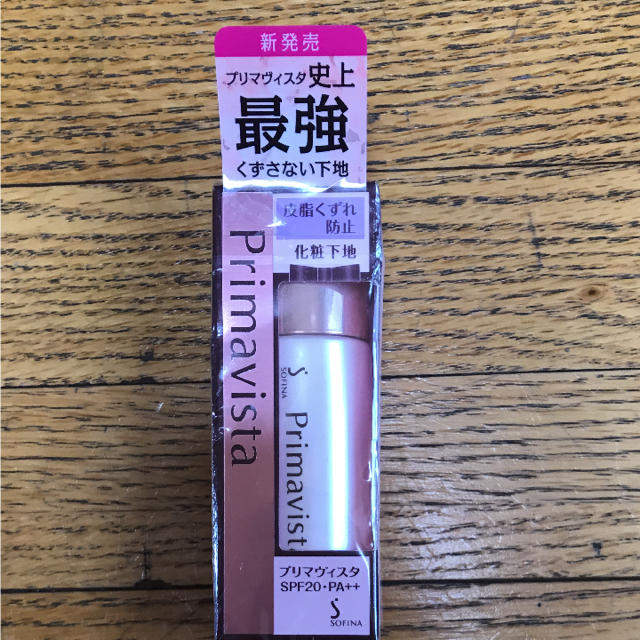 新発売
プリマヴィスタ史上
最強
くずさない下地
皮脂くずれ
防止
化粧下地
Primavista
SOFINA
Primavista
プリマヴィスタ
SPF20・PA++
SOFINA